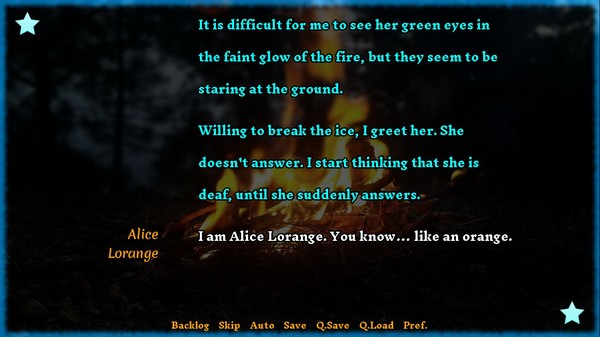 It is difficult for me to see her green eyes in
the faint glow of the fire, but they seem to be
staring at the ground.
Willing to break the ice, I greet her. She
doesn't answer. I start thinking that she is
deaf, until she suddenly answers.
Alice
Lorange
I am Alice Lorange. You know... like an orange.
Backlog Skip Auto Save Q.Save Q.Load Pref.